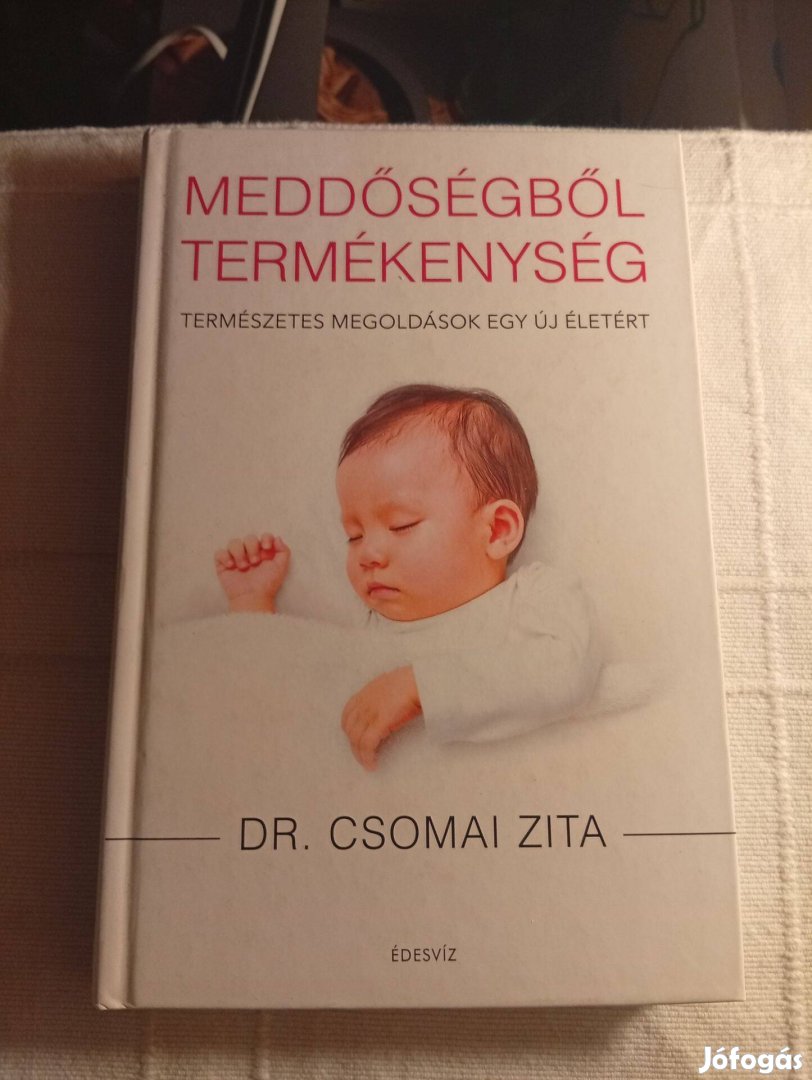 MEDDŐSÉGBŐL
TERMÉKENYSÉG
TERMÉSZETES MEGOLDÁSOK EGY ÚJ ÉLETÉRT
DR. CSOMAI ZITA
ÉDESVÍZ
Jófogás